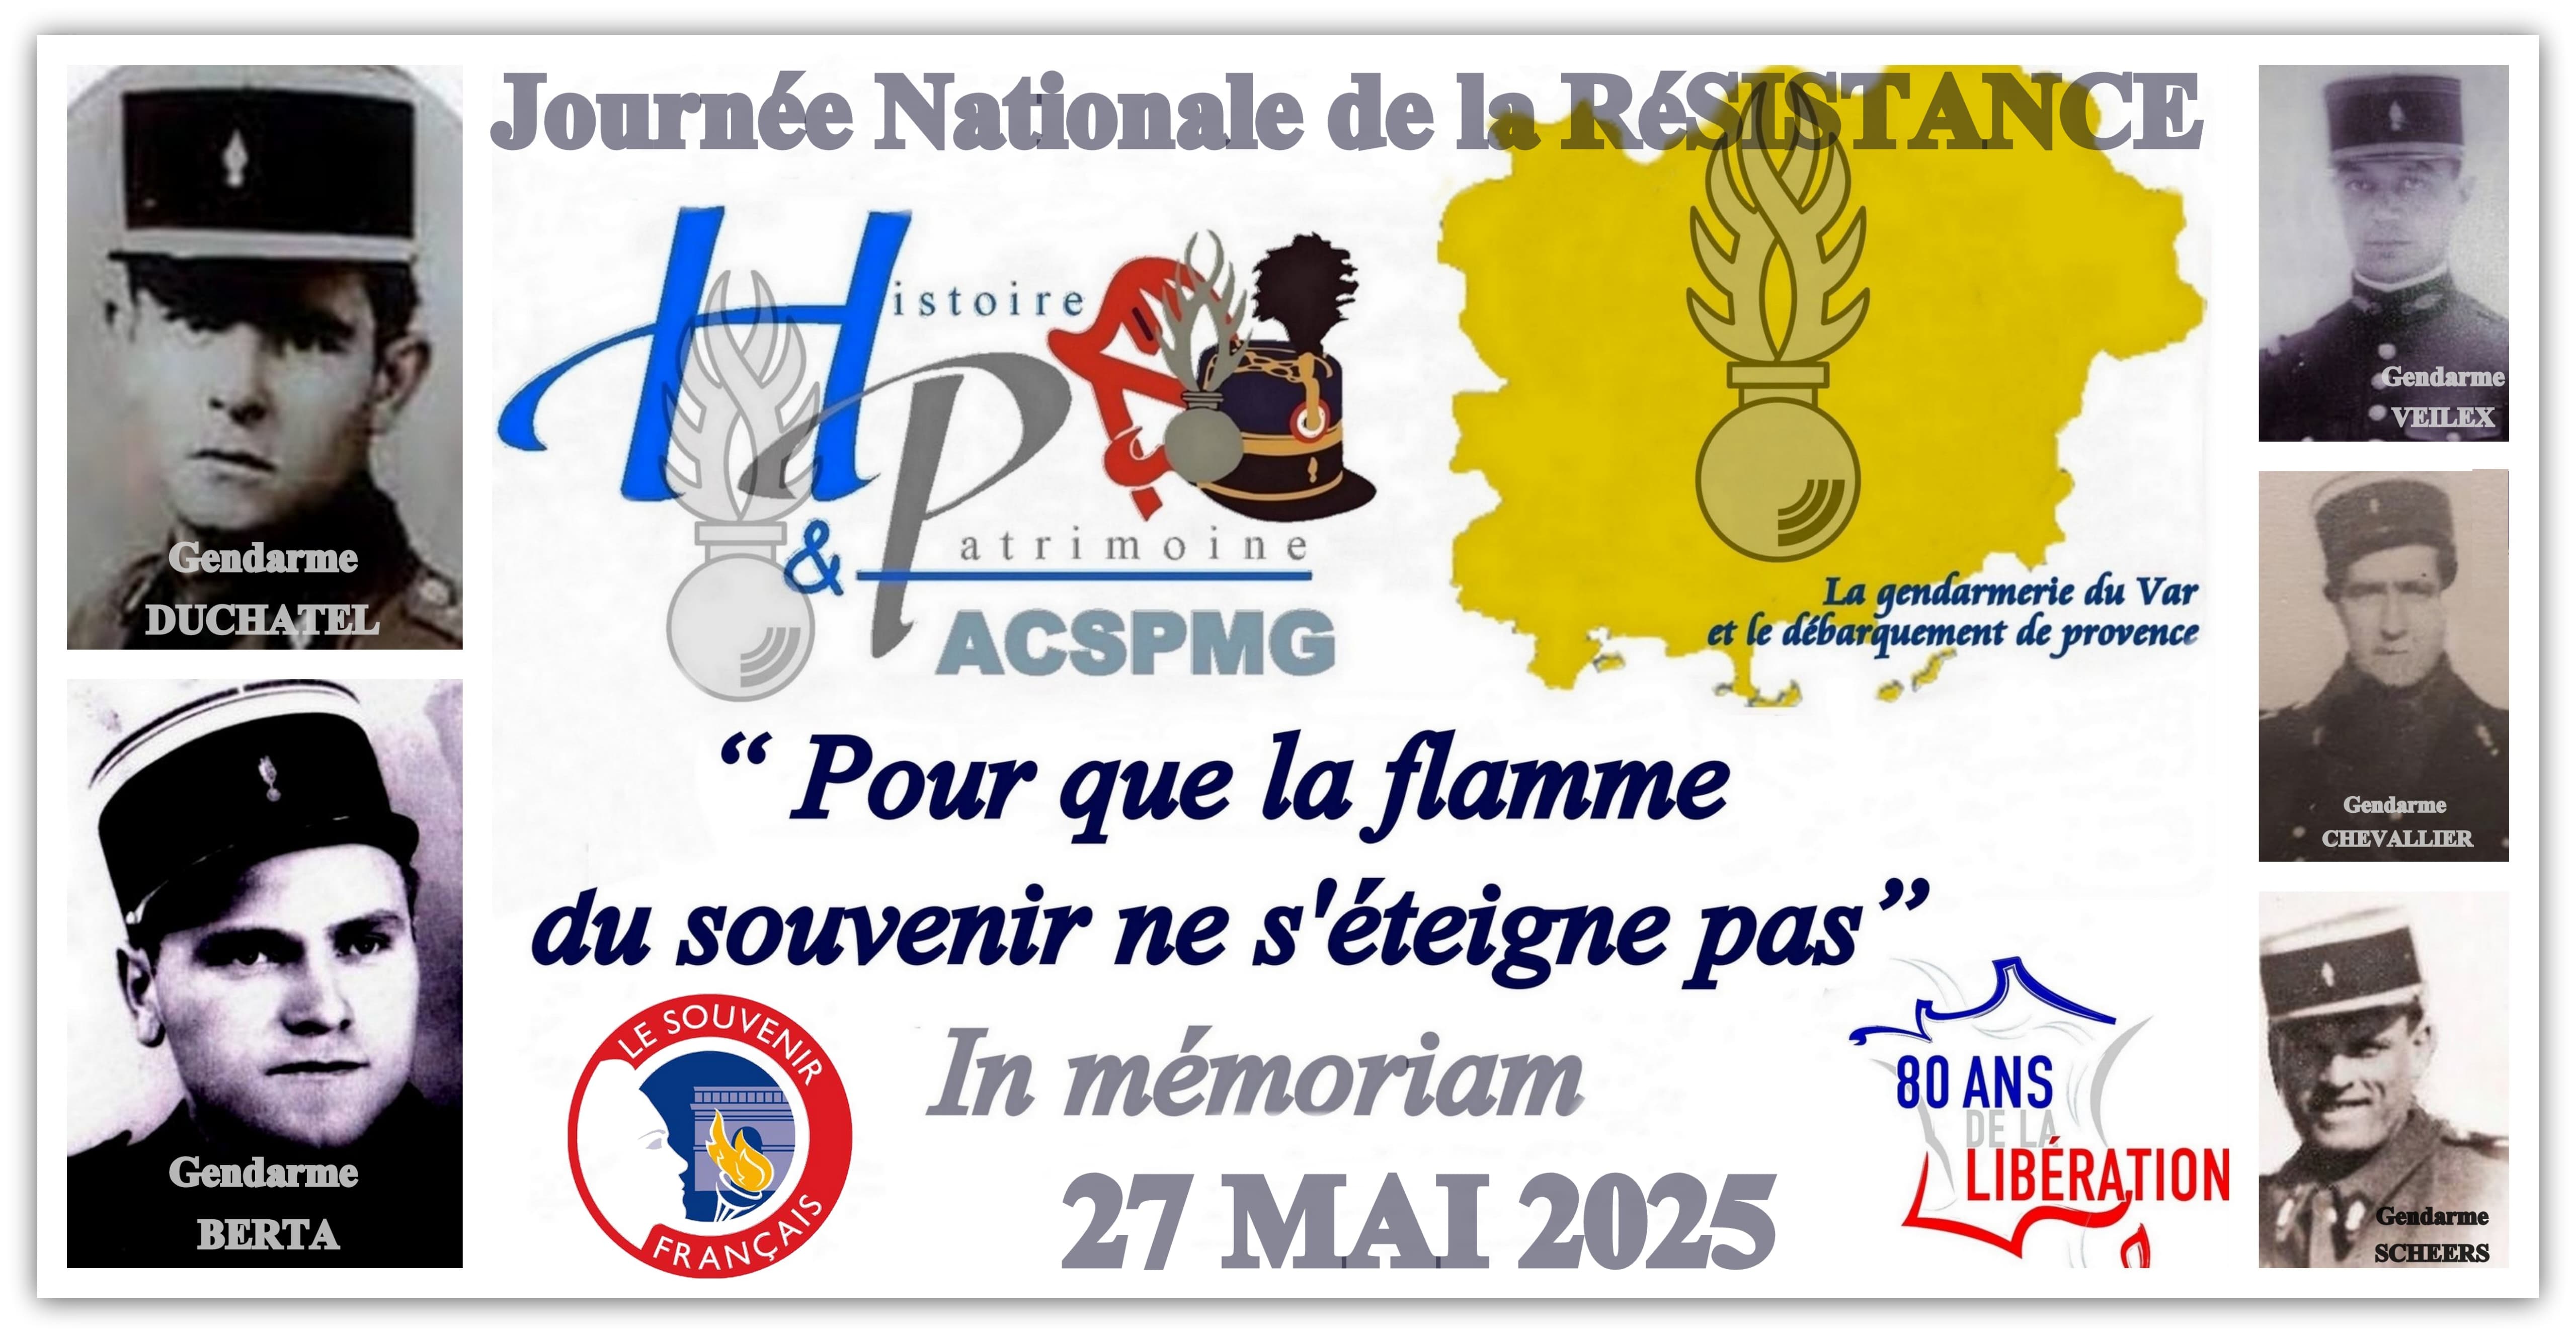 Journée Nationale de la RéSISTANCE
Gendarme
DUCHATEL
Gendarme
BERTA
Histoire
& Patrimoine
ACSPMG
La gendarmerie du Var
et le débarquement de provence
“ Pour que la flamme
du souvenir ne s'éteigne pas”
In mémoriam
27 MAI 2025
LE SOUVENIR
FRANÇAIS
80 ANS
DE LA
LIBÉRATION
Gendarme
VEILEX
Gendarme
CHEVALLIER
Gendarme
SCHEERS